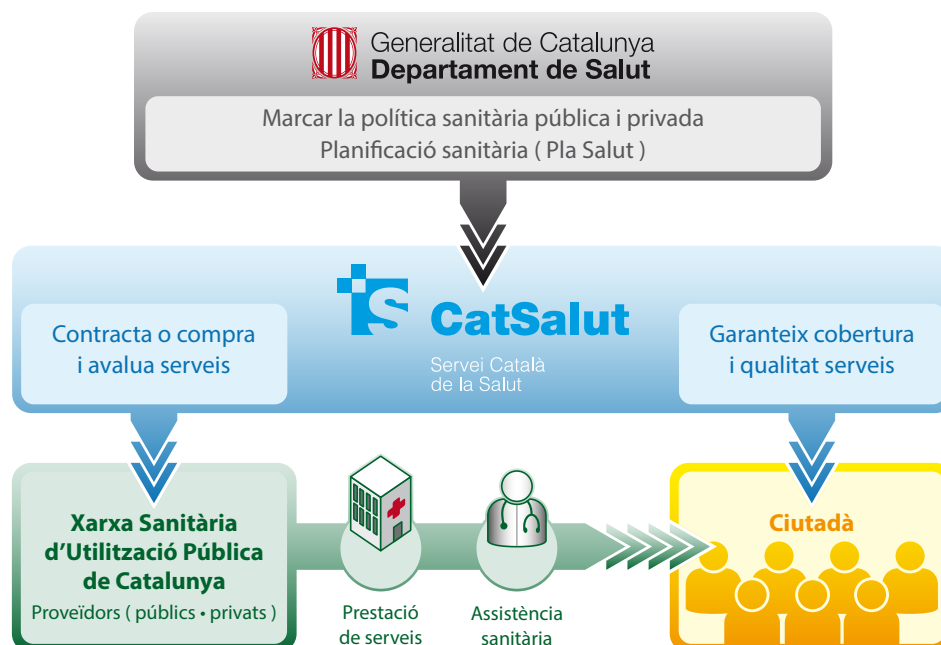 Generalitat de Catalunya
Departament de Salut
Marcar la política sanitària pública i privada
Planificació sanitària ( Pla Salut )
CatSalut
Servei Català
de la Salut
Contracta o compra
i avalua serveis
Garanteix cobertura
i qualitat serveis
Xarxa Sanitària
d'Utilització Pública
de Catalunya
Proveïdors ( públics • privats )
Prestació
de serveis
Assistència
sanitària
Ciutadà